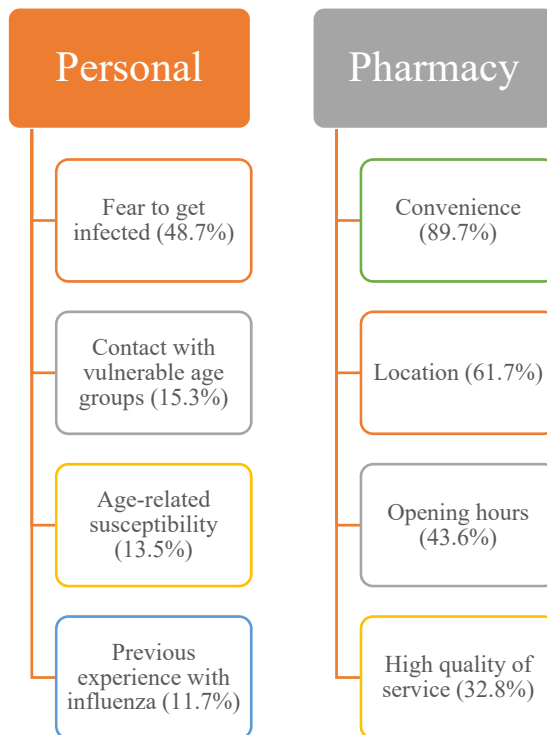 Personal
Fear to get
infected (48.7%)
Contact with
vulnerable age
groups (15.3%)
Age-related
susceptibility
(13.5%)
Previous
experience with
influenza (11.7%)
Pharmacy
Convenience
(89.7%)
Location (61.7%)
Opening hours
(43.6%)
High quality of
service (32.8%)